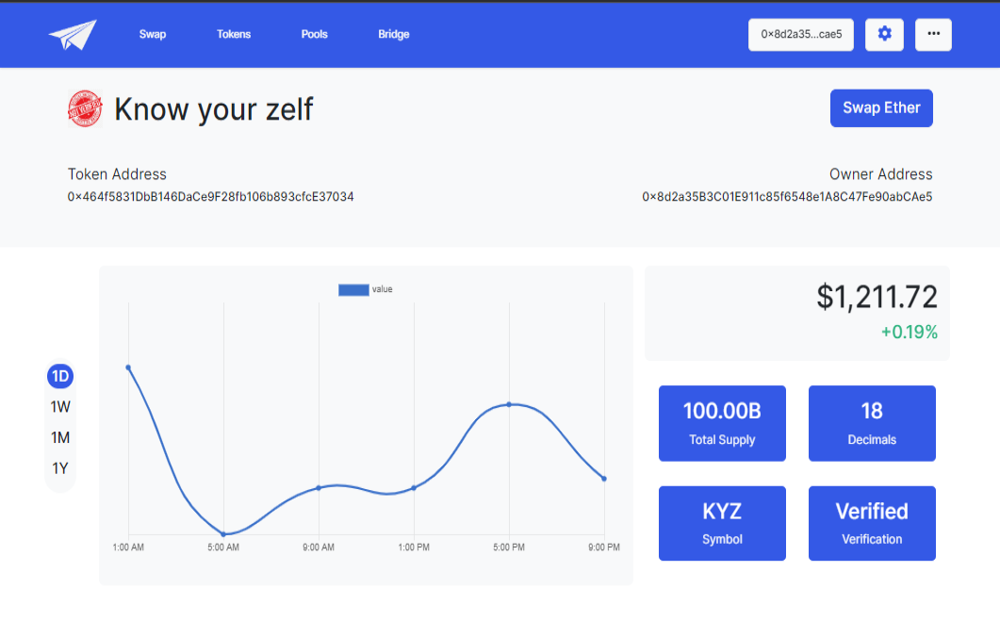 Swap Tokens Pools Bridge 0×8d2a35...cae5 •••
NOT VERIFIED
Know your zelf
Swap Ether
Token Address
0×464f5831DbB146DaCe9F28fb106b893cfcE37034
Owner Address
0×8d2a35B3C01E911c85f6548e1A8C47Fe90abCAe5
1D
1W
1M
1Y
value
1:00 AM 5:00 AM 9:00 AM 1:00 PM 5:00 PM 9:00 PM
$1,211.72
+0.19%
100.00B
Total Supply
18
Decimals
KYZ
Symbol
Verified
Verification